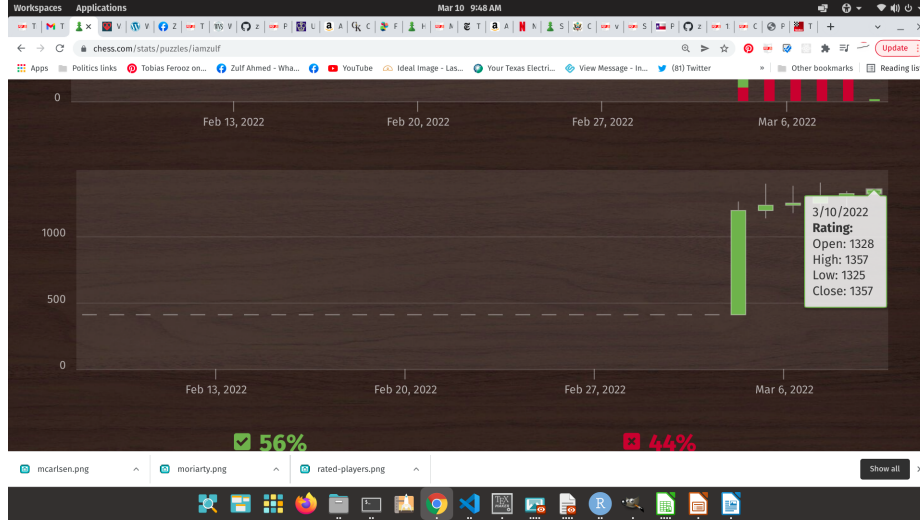 Workspaces Applications Mar 10 9:48 AM
chess.com/stats/puzzles/iamzulf Update
Apps Politics links Tobias Ferooz on... Zulf Ahmed - Wha... YouTube Ideal Image - Las... Your Texas Electri... View Message - In... (81) Twitter » Other bookmarks Reading lis
0
Feb 13, 2022 Feb 20, 2022 Feb 27, 2022 Mar 6, 2022
3/10/2022
Rating:
1000
Open: 1328
High: 1357
Low: 1325
Close: 1357
500
0
Feb 13, 2022 Feb 20, 2022 Feb 27, 2022 Mar 6, 2022
56% 44%
mcarlsen.png moriarty.png rated-players.png Show all